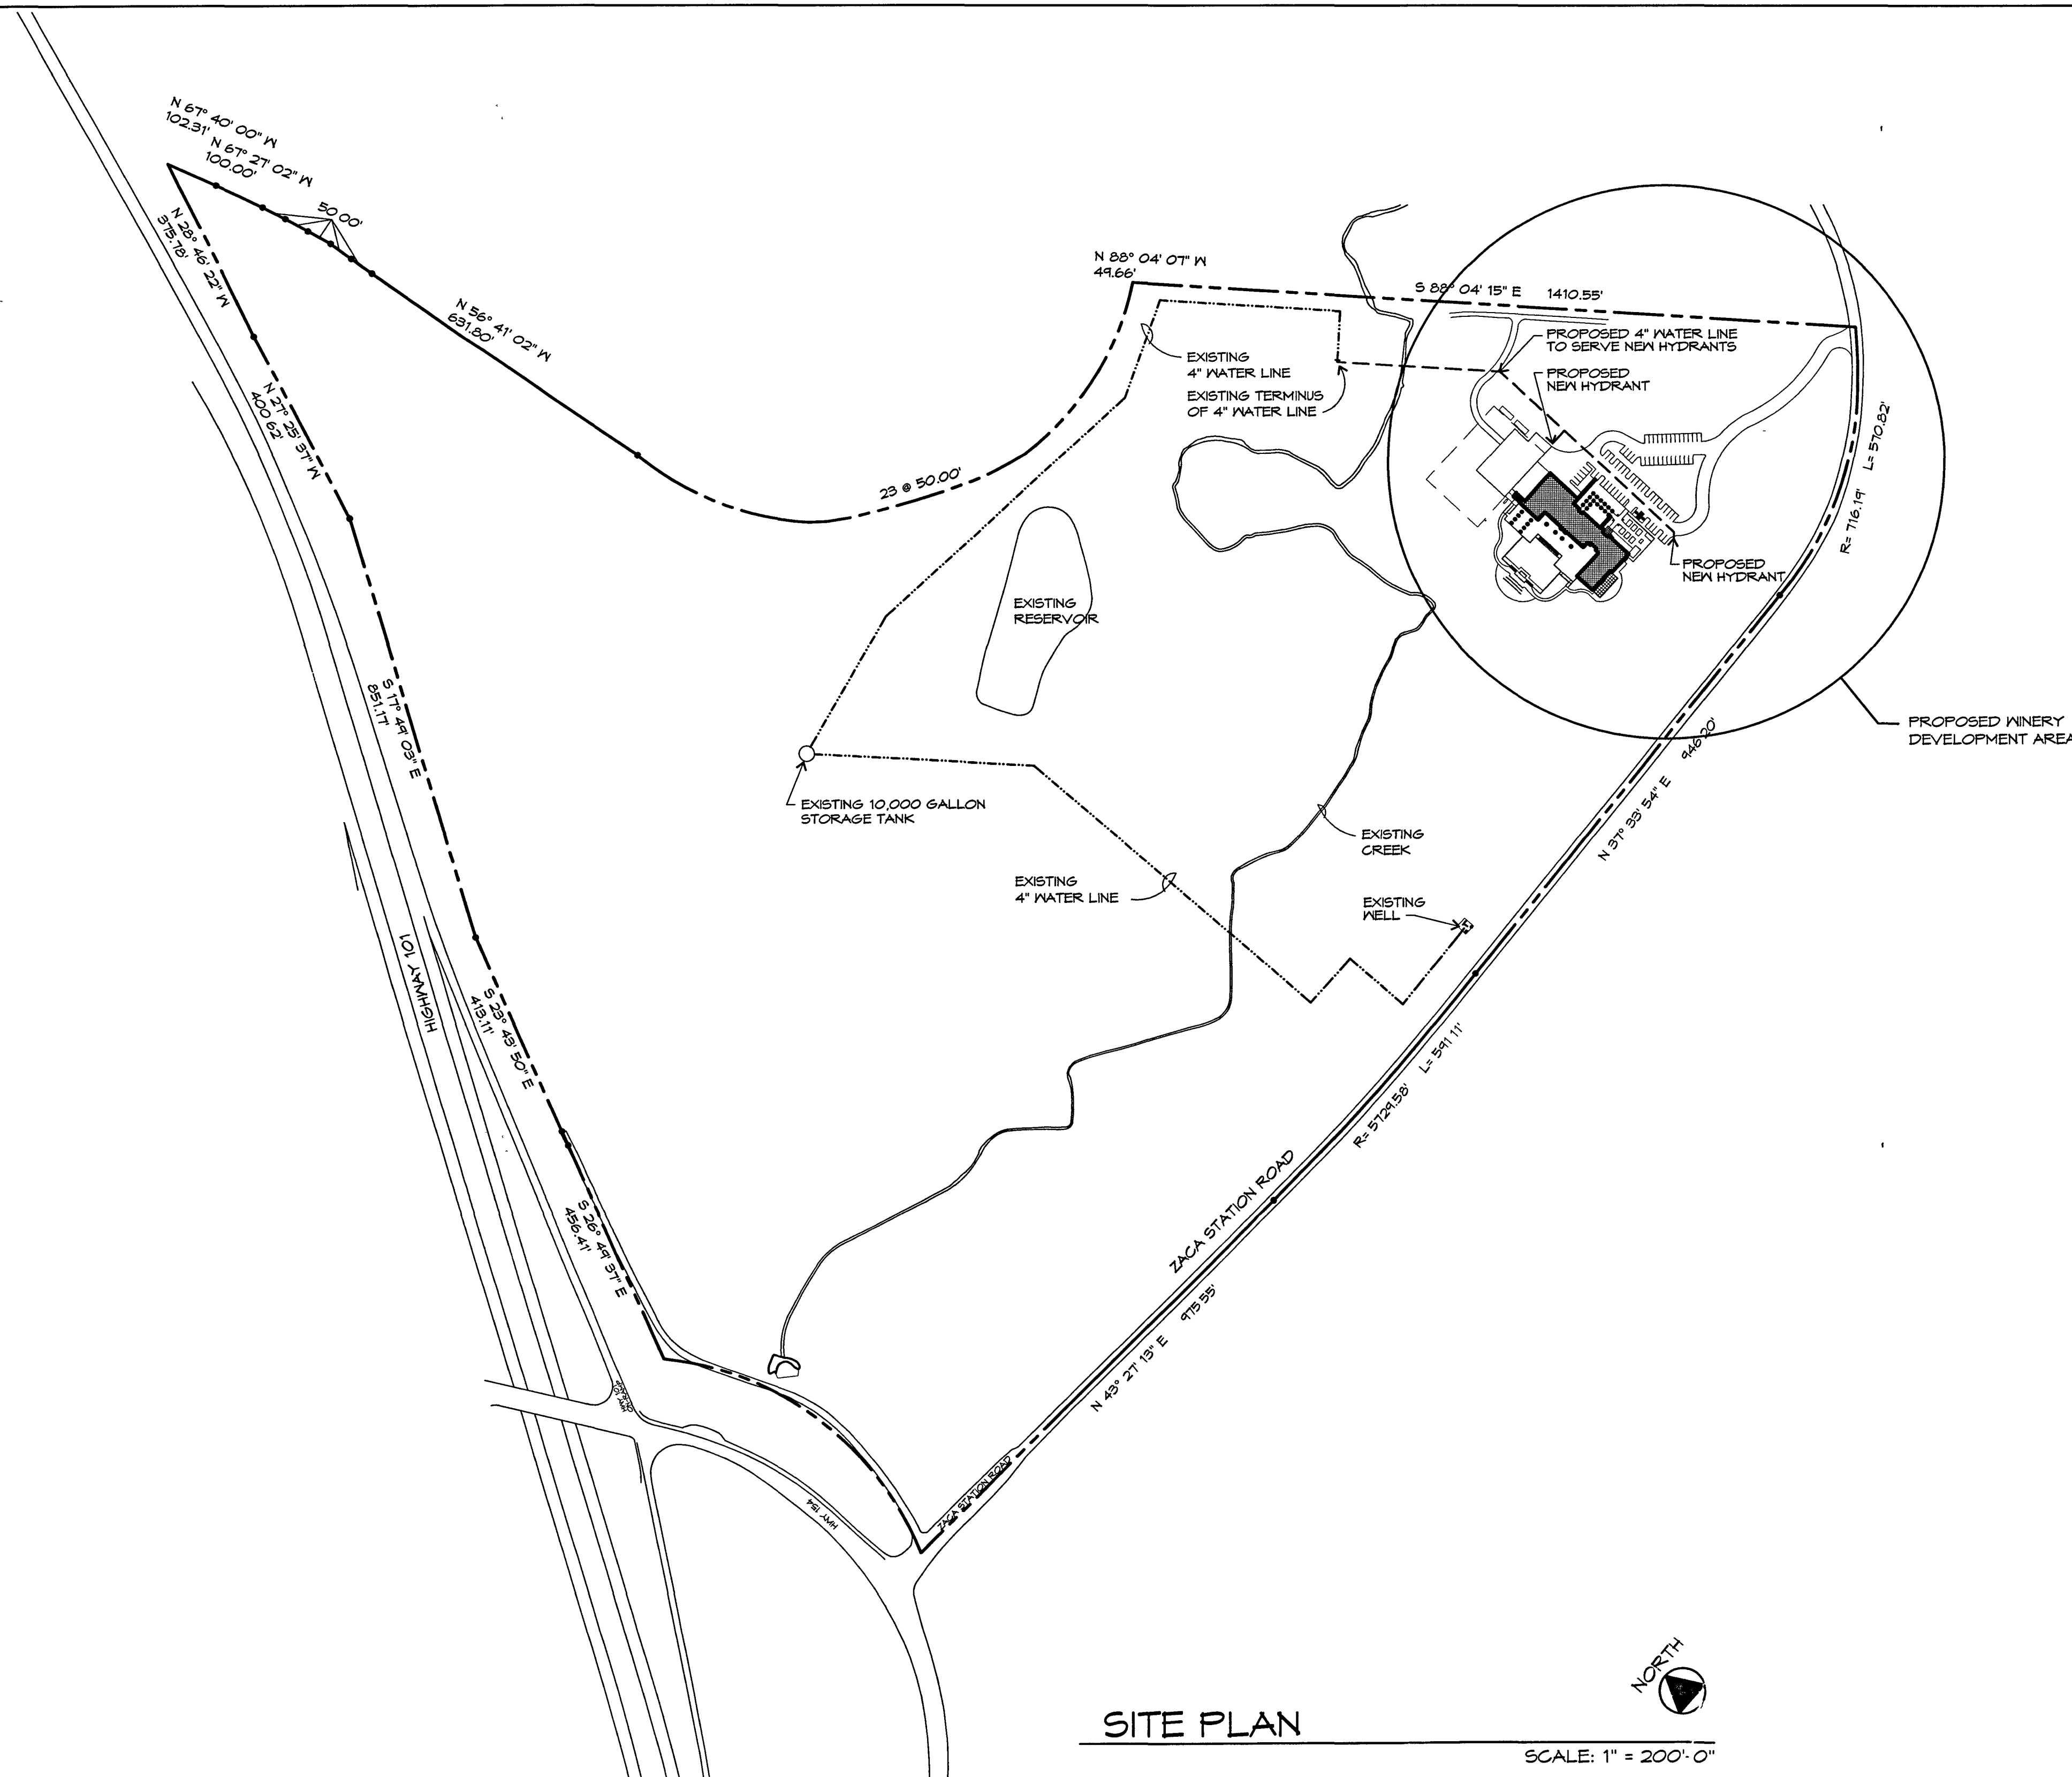 N 67° 40' 00" W
102.31'
N 67° 27' 02" W
100.00'
50.00'
N 28° 46' 22" W
375.78'
N 56° 41' 02" W
631.80'
N 27° 25' 37" W
400.62'
N 88° 04' 07" W
49.66'
S 88° 04' 15" E 1410.55'
PROPOSED 4" WATER LINE
TO SERVE NEW HYDRANTS
EXISTING
4" WATER LINE
PROPOSED
NEW HYDRANT
EXISTING TERMINUS
OF 4" WATER LINE
23 @ 50.00'
R= 716.19' L= 570.82'
PROPOSED
NEW HYDRANT
EXISTING
RESERVOIR
S 17° 49' 03" E
851.17'
PROPOSED WINERY
DEVELOPMENT AREA
N 37° 33' 54" E 946.20'
EXISTING 10,000 GALLON
STORAGE TANK
EXISTING
CREEK
EXISTING
4" WATER LINE
EXISTING
WELL
HIGHWAY 101
S 23° 43' 50" E
413.11'
R= 5729.58' L= 591.11'
ZACA STATION ROAD
S 26° 49' 37" E
456.41'
N 43° 27' 13" E 975.55'
HWY 101
OFFRAMP
ZACA STATION ROAD
HWY 154
NORTH
SITE PLAN
SCALE: 1" = 200'-0"